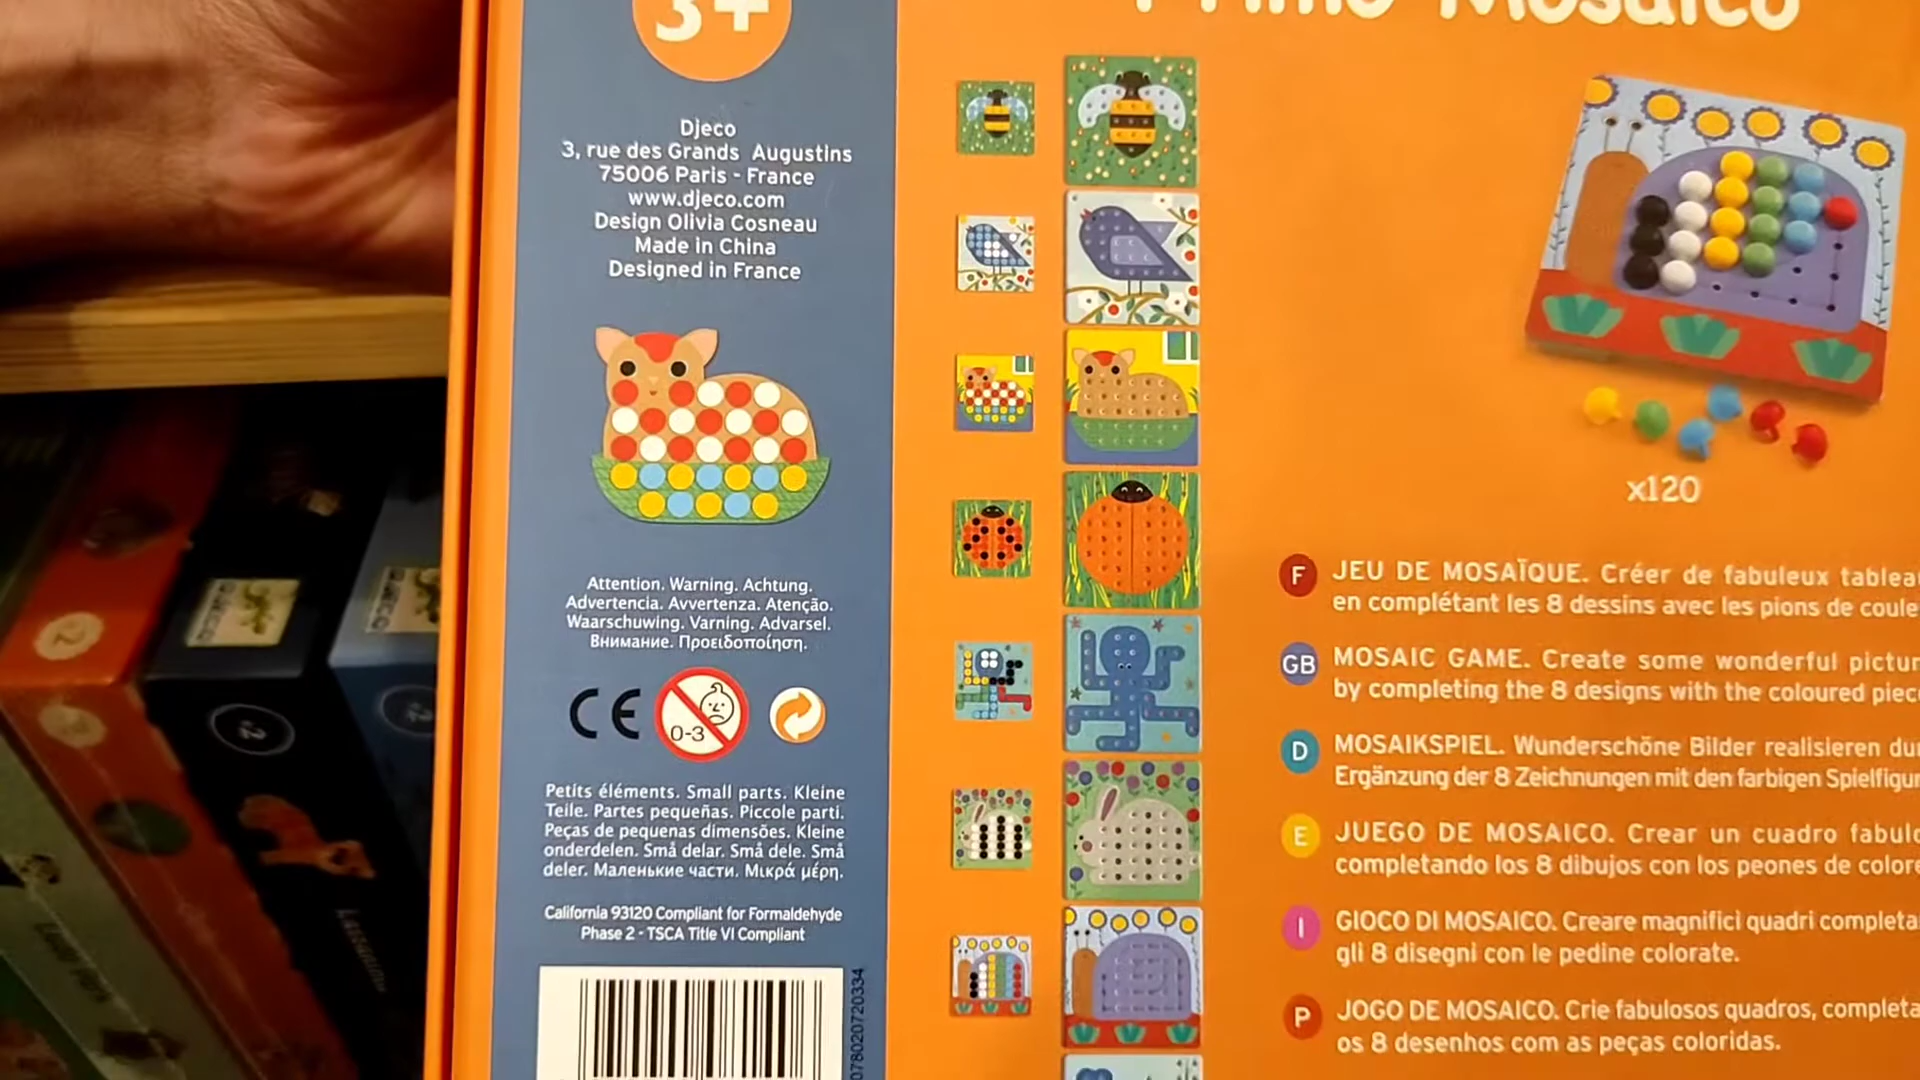 3+
Primo Mosaico
Djeco
3, rue des Grands Augustins
75006 Paris - France
www.djeco.com
Design Olivia Cosneau
Made in China
Designed in France
Attention. Warning. Achtung.
Advertencia. Avvertenza. Atenção.
Waarschuwing. Varning. Advarsel.
Внимание. Προειδοποίηση.
CE
0-3
Petits éléments. Small parts. Kleine
Teile. Partes pequeñas. Piccole parti.
Peças de pequenas dimensões. Kleine
onderdelen. Små delar. Små dele. Små
deler. Маленькие части. Μικρά μέρη.
California 93120 Compliant for Formaldehyde
Phase 2 - TSCA Title VI Compliant
078020720334
x120
F JEU DE MOSAÏQUE. Créer de fabuleux
en complétant les 8 dessins avec les pions de
GB MOSAIC GAME. Create some wonderful
by completing the 8 designs with the coloured
D MOSAIKSPIEL. Wunderschöne Bilder realisieren
Ergänzung der 8 Zeichnungen mit den farbigen
E JUEGO DE MOSAICO. Crear un cuadro
completando los 8 dibujos con los peones de
I GIOCO DI MOSAICO. Creare magnifici quadri
gli 8 disegni con le pedine colorate.
P JOGO DE MOSAICO. Crie fabulosos quadros,
os 8 desenhos com as peças coloridas.